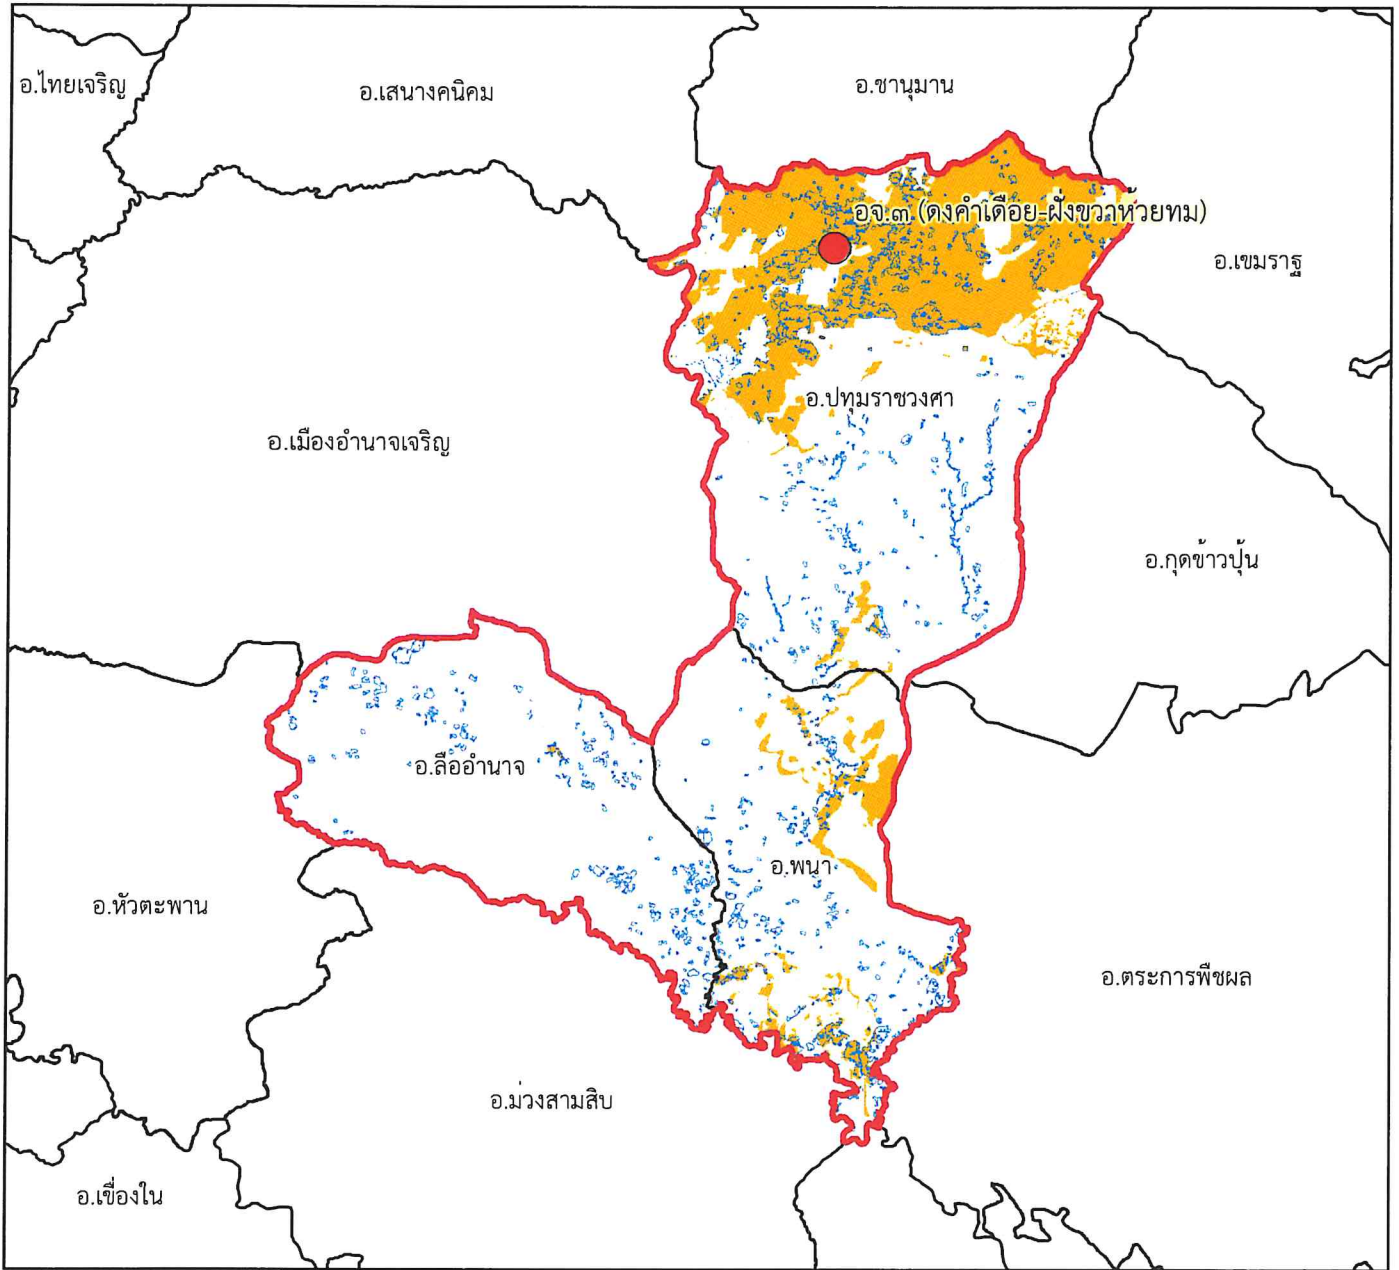 อ.ไทยเจริญ
อ.เสนางคนิคม
อ.ชานุมาน
อจ.๓ (ดงคำเดือย-ฝั่งขวาห้วยทม)
อ.เขมราฐ
อ.ปทุมราชวงศา
อ.เมืองอำนาจเจริญ
อ.กุดข้าวปุ้น
อ.ลืออำนาจ
อ.พนา
อ.หัวตะพาน
อ.ตระการพืชผล
อ.ม่วงสามสิบ
อ.เขื่องใน